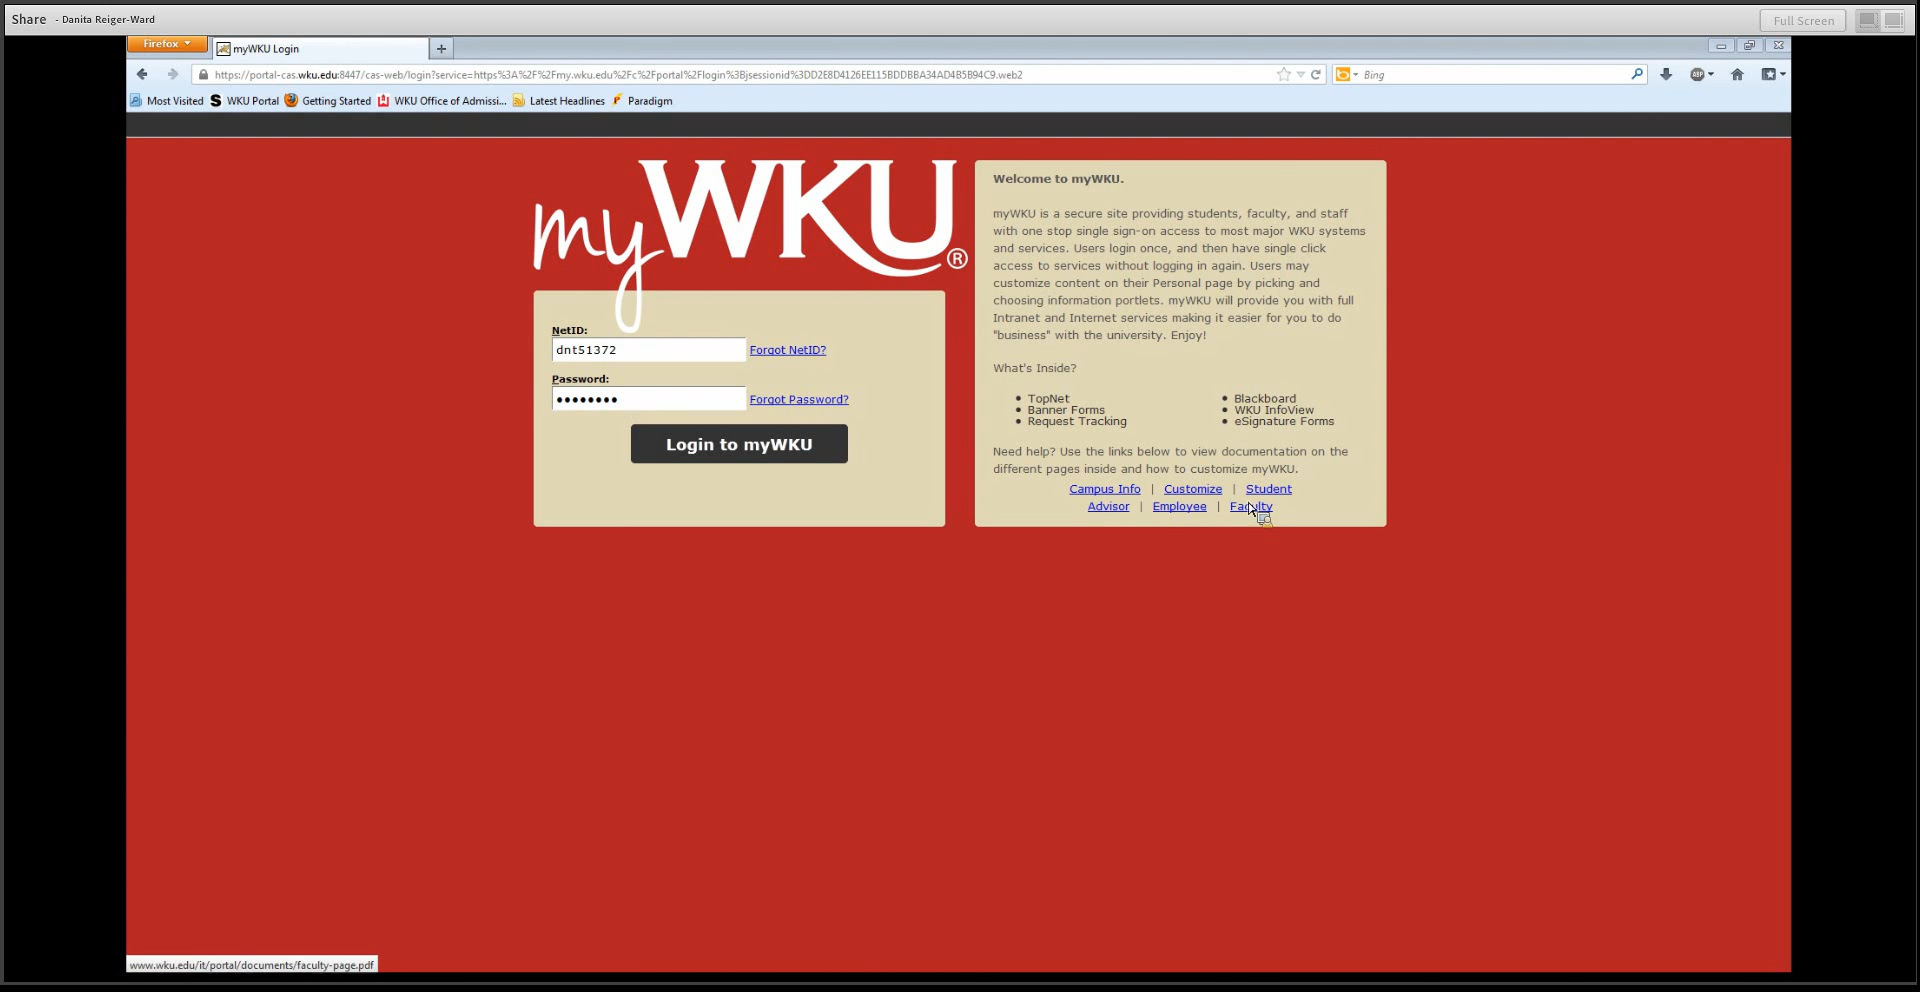 Share - Danita Reiger-Ward
Full Screen
Firefox
myWKU Login
https://portal-cas.wku.edu:8447/cas-web/login?service=https%3A%2F%2Fmy.wku.edu%2Fc%2Fportal%2Flogin%3Bjsessionid%3DD2E8D4126EE115BDDBBA34AD4B5B94C9.web2
Bing
ABP
Most Visited
WKU Portal
Getting Started
WKU Office of Admissi...
Latest Headlines
Paradigm
myWKU®
NetID:
dnt51372
Forgot NetID?
Password:
••••••••
Forgot Password?
Login to myWKU
Welcome to myWKU.
myWKU is a secure site providing students, faculty, and staff
with one stop single sign-on access to most major WKU systems
and services. Users login once, and then have single click
access to services without logging in again. Users may
customize content on their Personal page by picking and
choosing information portlets. myWKU will provide you with full
Intranet and Internet services making it easier for you to do
"business" with the university. Enjoy!
What's Inside?
• TopNet
• Banner Forms
• Request Tracking
• Blackboard
• WKU InfoView
• eSignature Forms
Need help? Use the links below to view documentation on the
different pages inside and how to customize myWKU.
Campus Info | Customize | Student
Advisor | Employee | Faculty
www.wku.edu/it/portal/documents/faculty-page.pdf